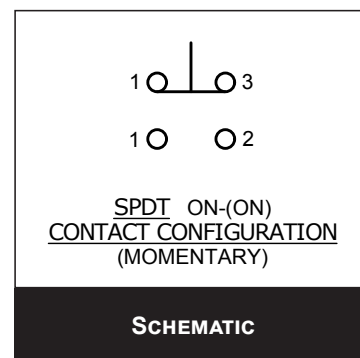 1 3
1 2
SPDT ON-(ON)
CONTACT CONFIGURATION
(MOMENTARY)
SCHEMATIC